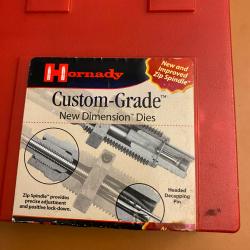 Hornady
New and
Improved
Zip Spindle™
Custom-Grade™
New Dimension™ Dies
Zip Spindle™ provides
precise adjustment
and positive lock-down.
Headed
Decapping
Pin